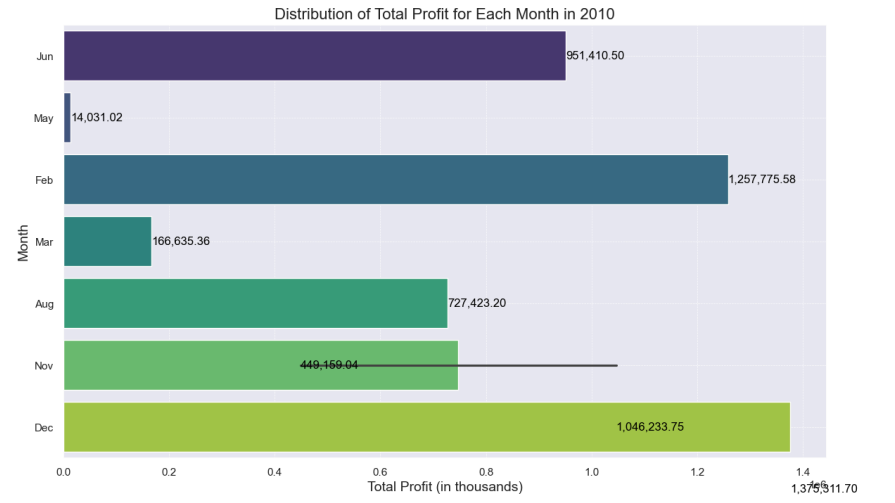 Distribution of Total Profit for Each Month in 2010
Jun
951,410.50
May
14,031.02
Feb
1,257,775.58
Month
Mar
166,635.36
Aug
727,423.20
Nov
449,159.04
Dec
1,046,233.75
0.0 0.2 0.4 0.6 0.8 1.0 1.2 1.4
1e6
Total Profit (in thousands)
1,375,311.70